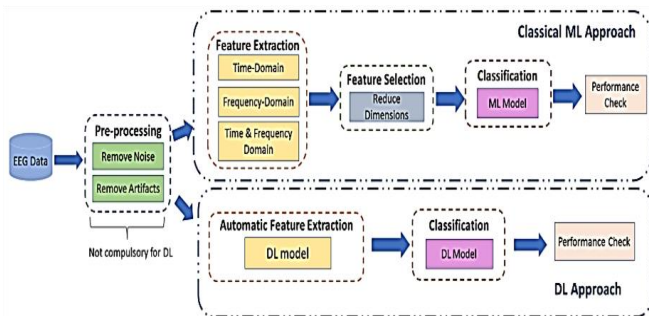 Classical ML Approach
Feature Extraction
Time-Domain
Frequency-Domain
Time & Frequency
Domain
Feature Selection
Reduce
Dimensions
Classification
ML Model
Performance
Check
EEG Data
Pre-processing
Remove Noise
Remove Artifacts
Not compulsory for DL
Automatic Feature Extraction
DL model
Classification
DL Model
Performance Check
DL Approach